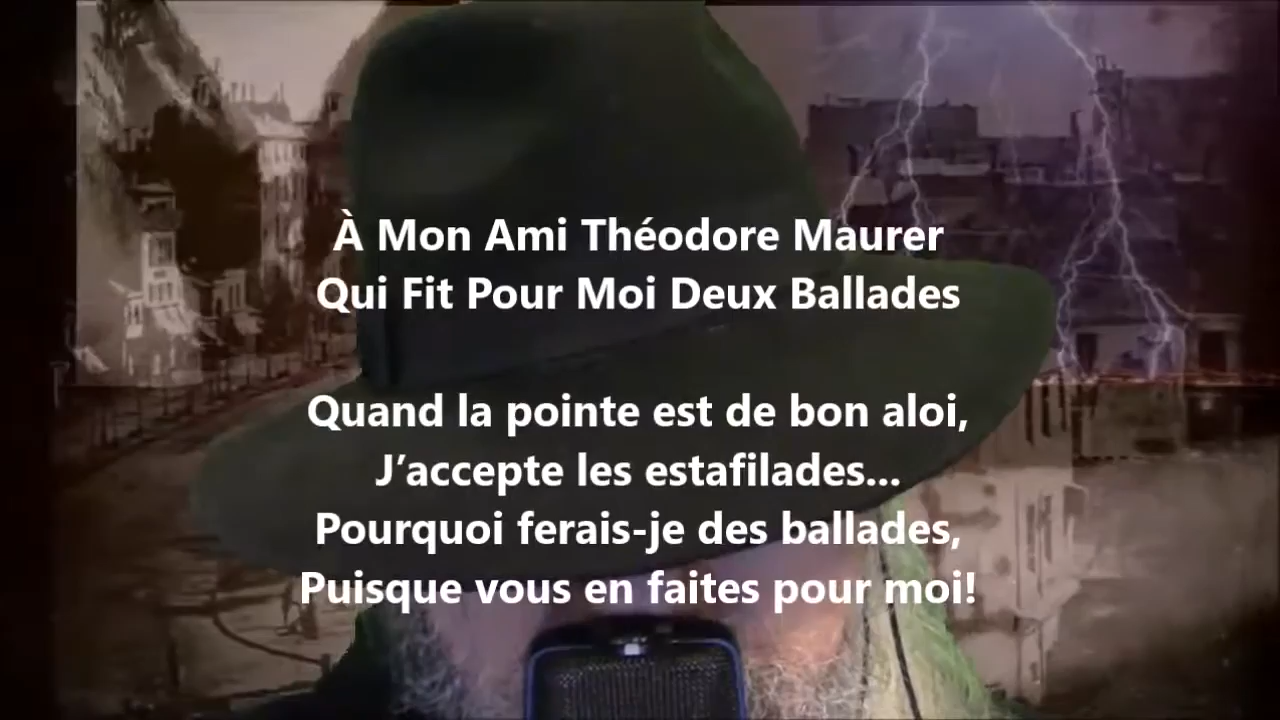 À Mon Ami Théodore Maurer
Qui Fit Pour Moi Deux Ballades
Quand la pointe est de bon aloi,
J’accepte les estafilades...
Pourquoi ferais-je des ballades,
Puisque vous en faites pour moi!